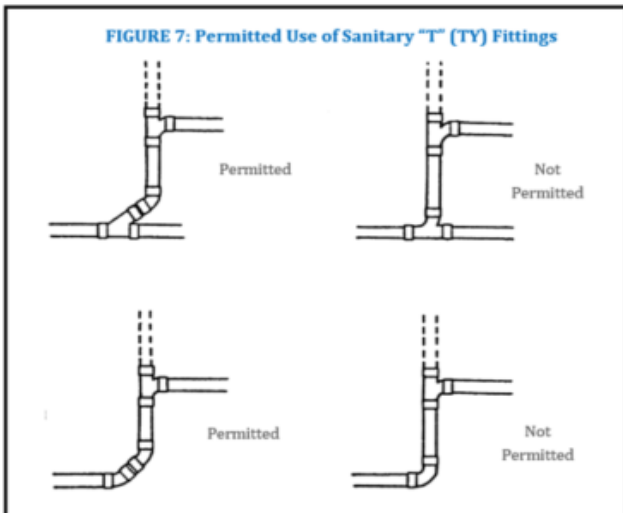 FIGURE 7: Permitted Use of Sanitary “T” (TY) Fittings
Permitted
Not
Permitted
Permitted
Not
Permitted